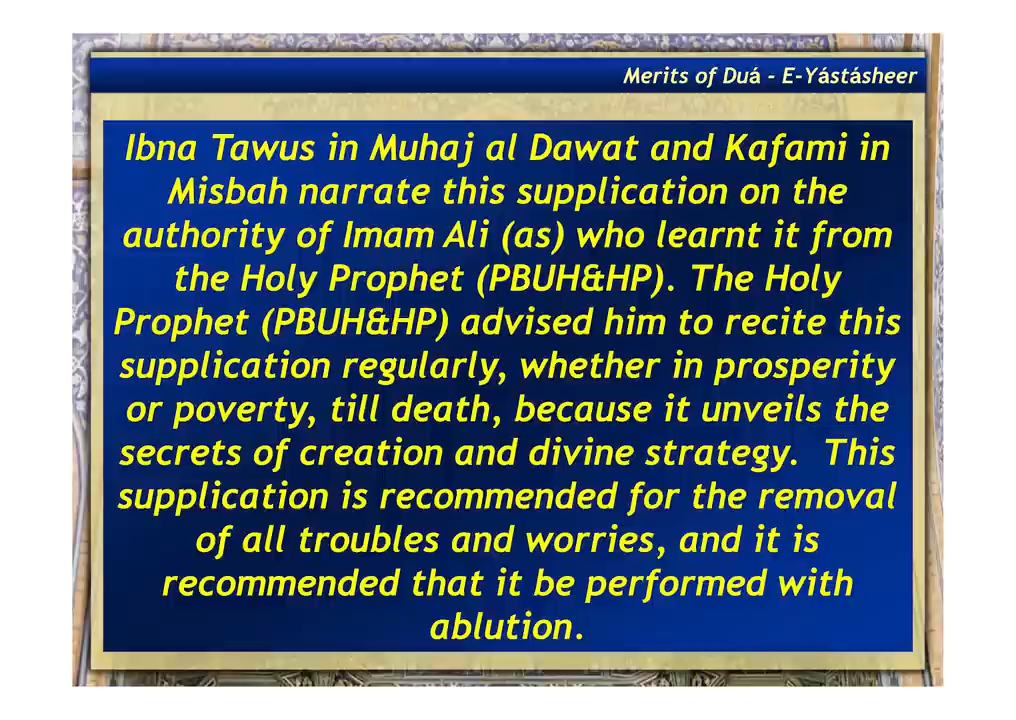 Merits of Duá - E-Yástásheer
Ibna Tawus in Muhaj al Dawat and Kafami in
Misbah narrate this supplication on the
authority of Imam Ali (as) who learnt it from
the Holy Prophet (PBUH&HP). The Holy
Prophet (PBUH&HP) advised him to recite this
supplication regularly, whether in prosperity
or poverty, till death, because it unveils the
secrets of creation and divine strategy.  This
supplication is recommended for the removal
of all troubles and worries, and it is
recommended that it be performed with
ablution.